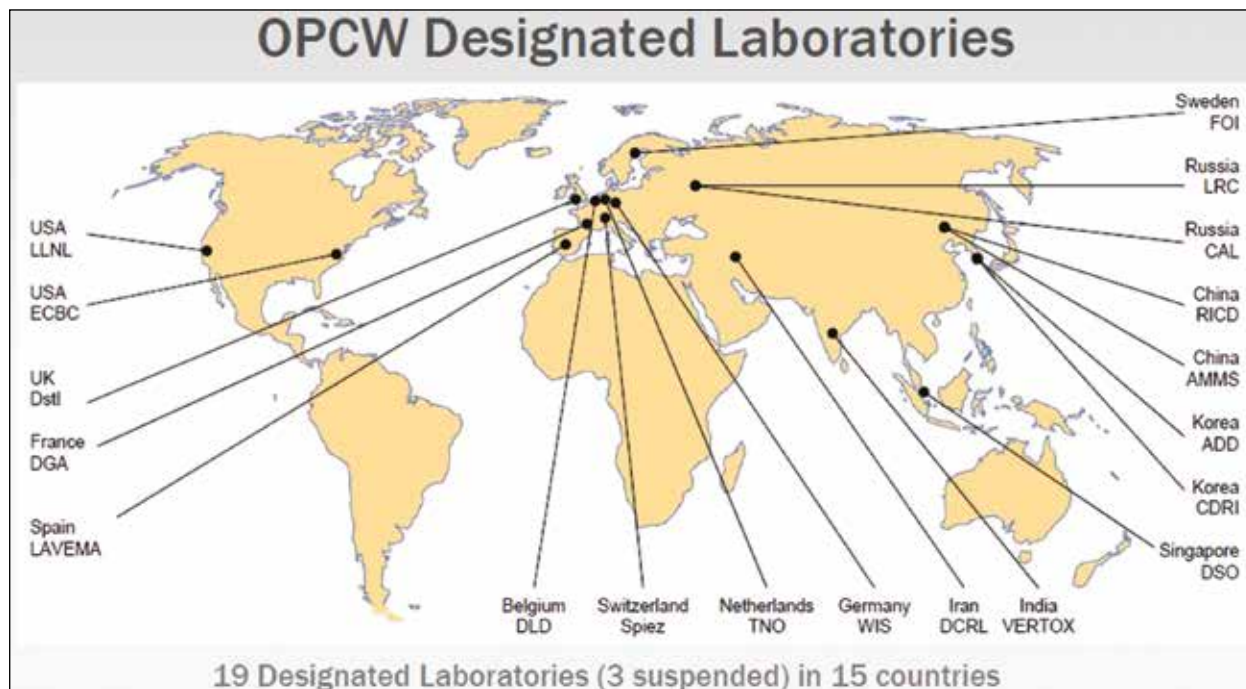 OPCW Designated Laboratories
USA
LLNL
USA
ECBC
UK
Dstl
France
DGA
Spain
LAVEMA
Belgium
DLD
Switzerland
Spiez
Netherlands
TNO
Germany
WIS
Iran
DCRL
India
VERTOX
Sweden
FOI
Russia
LRC
Russia
CAL
China
RICD
China
AMMS
Korea
ADD
Korea
CDRI
Singapore
DSO
19 Designated Laboratories (3 suspended) in 15 countries